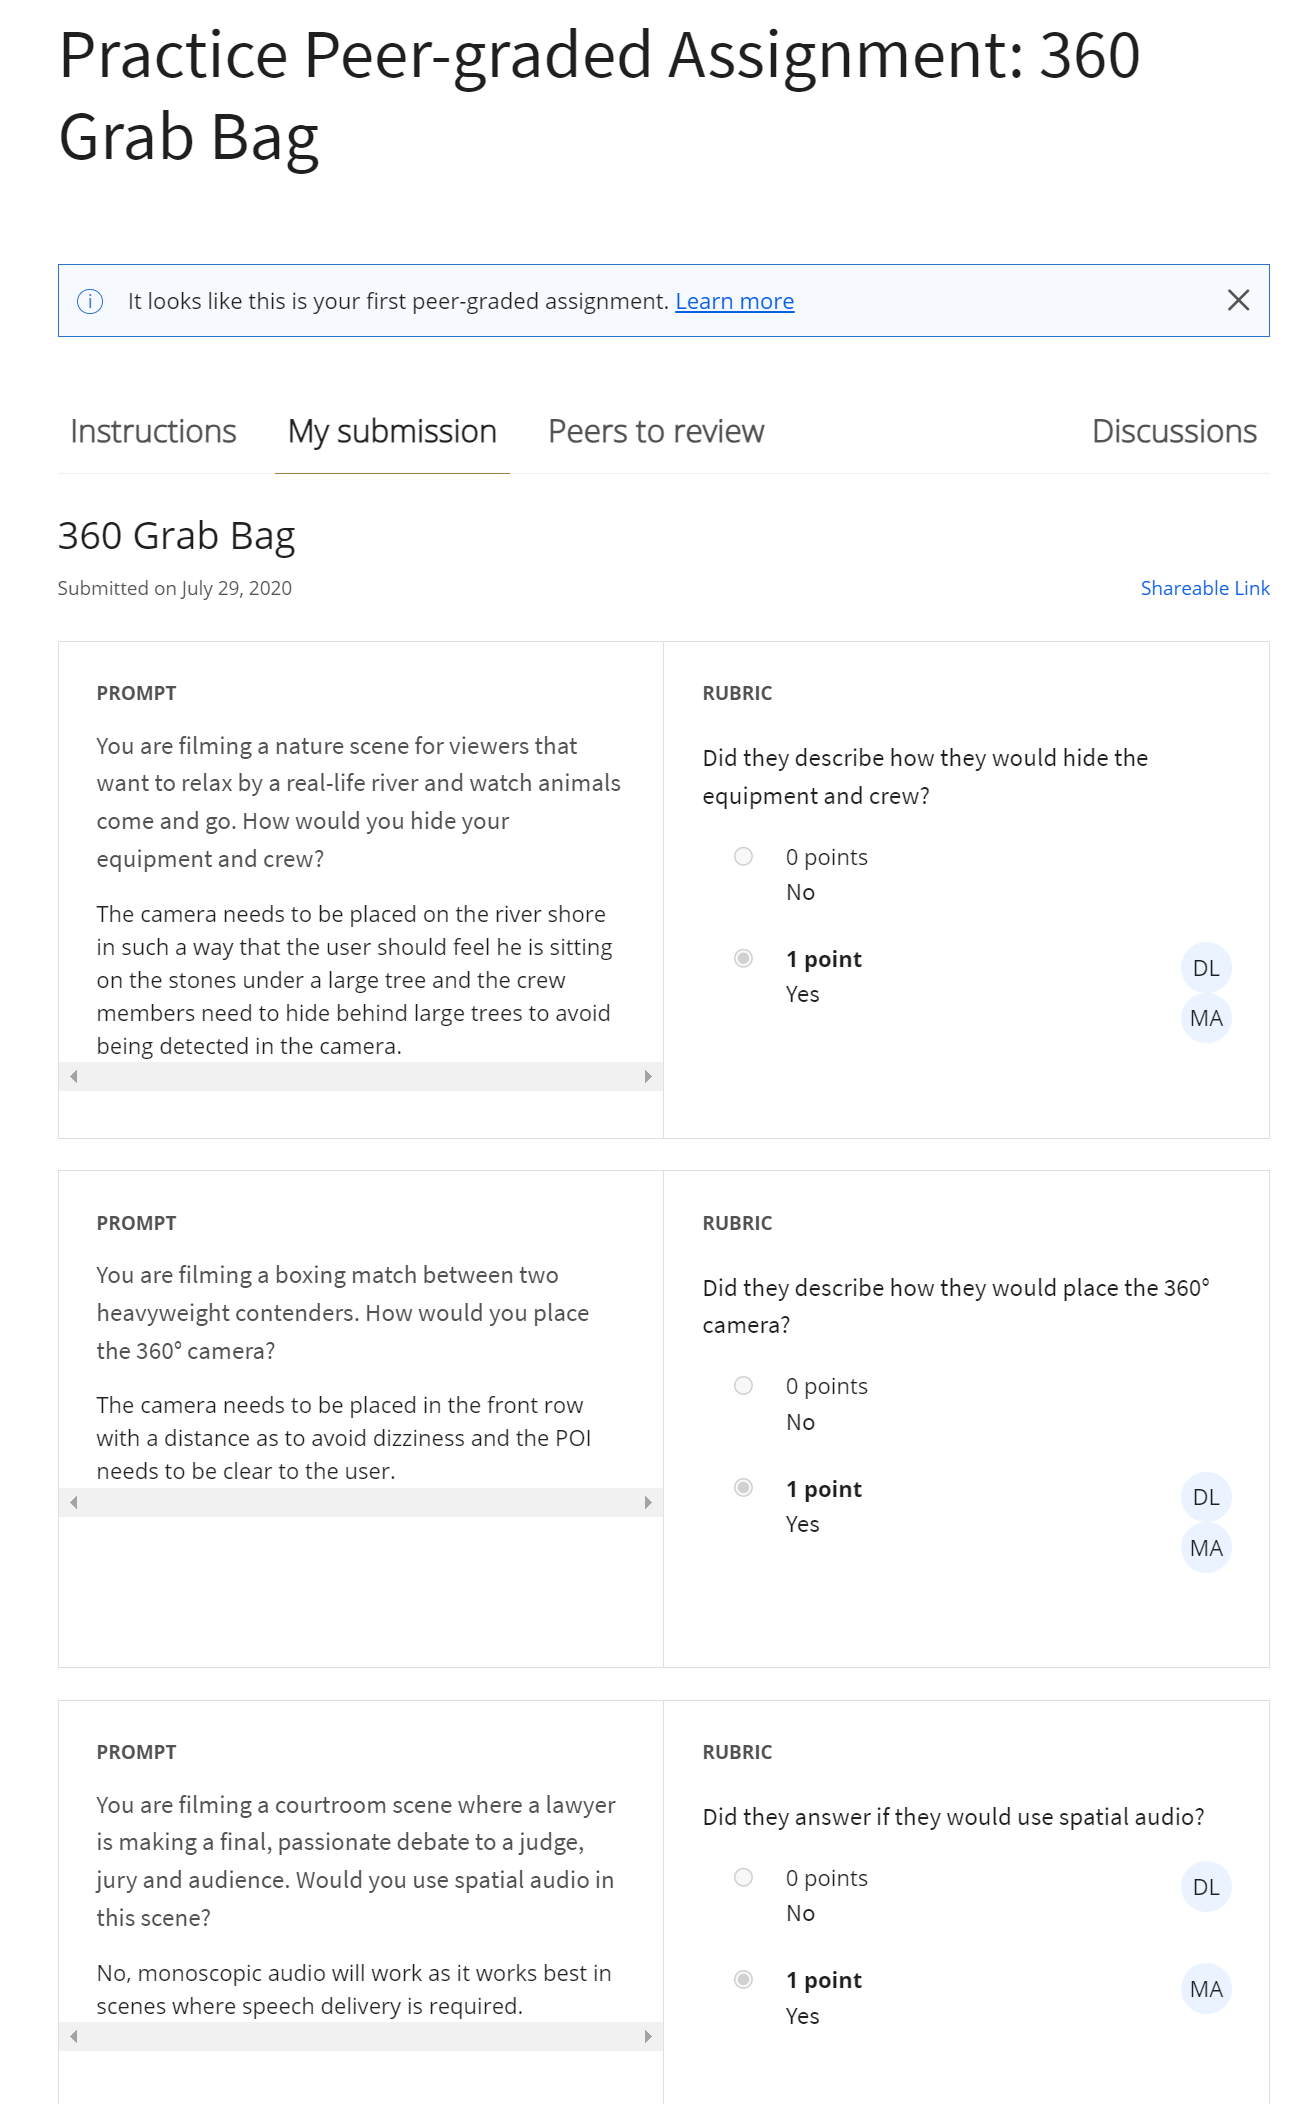 Practice Peer-graded Assignment: 360
Grab Bag
It looks like this is your first peer-graded assignment. Learn more
Instructions
My submission
Peers to review
Discussions
360 Grab Bag
Submitted on July 29, 2020
Shareable Link
PROMPT
You are filming a nature scene for viewers that
want to relax by a real-life river and watch animals
come and go. How would you hide your
equipment and crew?
The camera needs to be placed on the river shore
in such a way that the user should feel he is sitting
on the stones under a large tree and the crew
members need to hide behind large trees to avoid
being detected in the camera.
RUBRIC
Did they describe how they would hide the
equipment and crew?
0 points
No
1 point
Yes
DL
MA
PROMPT
You are filming a boxing match between two
heavyweight contenders. How would you place
the 360° camera?
The camera needs to be placed in the front row
with a distance as to avoid dizziness and the POI
needs to be clear to the user.
RUBRIC
Did they describe how they would place the 360°
camera?
0 points
No
1 point
Yes
DL
MA
PROMPT
You are filming a courtroom scene where a lawyer
is making a final, passionate debate to a judge,
jury and audience. Would you use spatial audio in
this scene?
No, monoscopic audio will work as it works best in
scenes where speech delivery is required.
RUBRIC
Did they answer if they would use spatial audio?
0 points
No
DL
1 point
Yes
MA